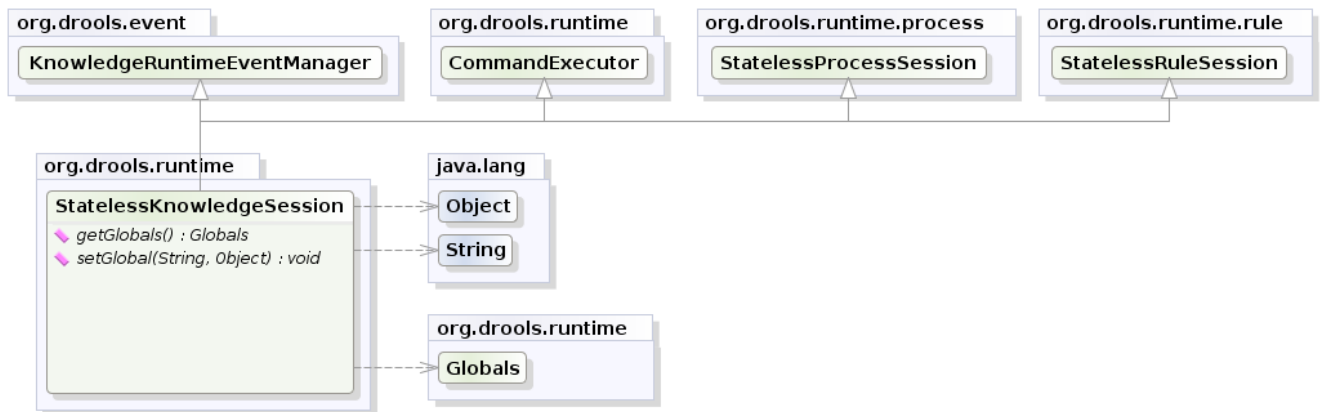 org.drools.event
KnowledgeRuntimeEventManager
org.drools.runtime
CommandExecutor
org.drools.runtime.process
StatelessProcessSession
org.drools.runtime.rule
StatelessRuleSession
org.drools.runtime
StatelessKnowledgeSession
getGlobals() : Globals
setGlobal(String, Object) : void
java.lang
Object
String
org.drools.runtime
Globals